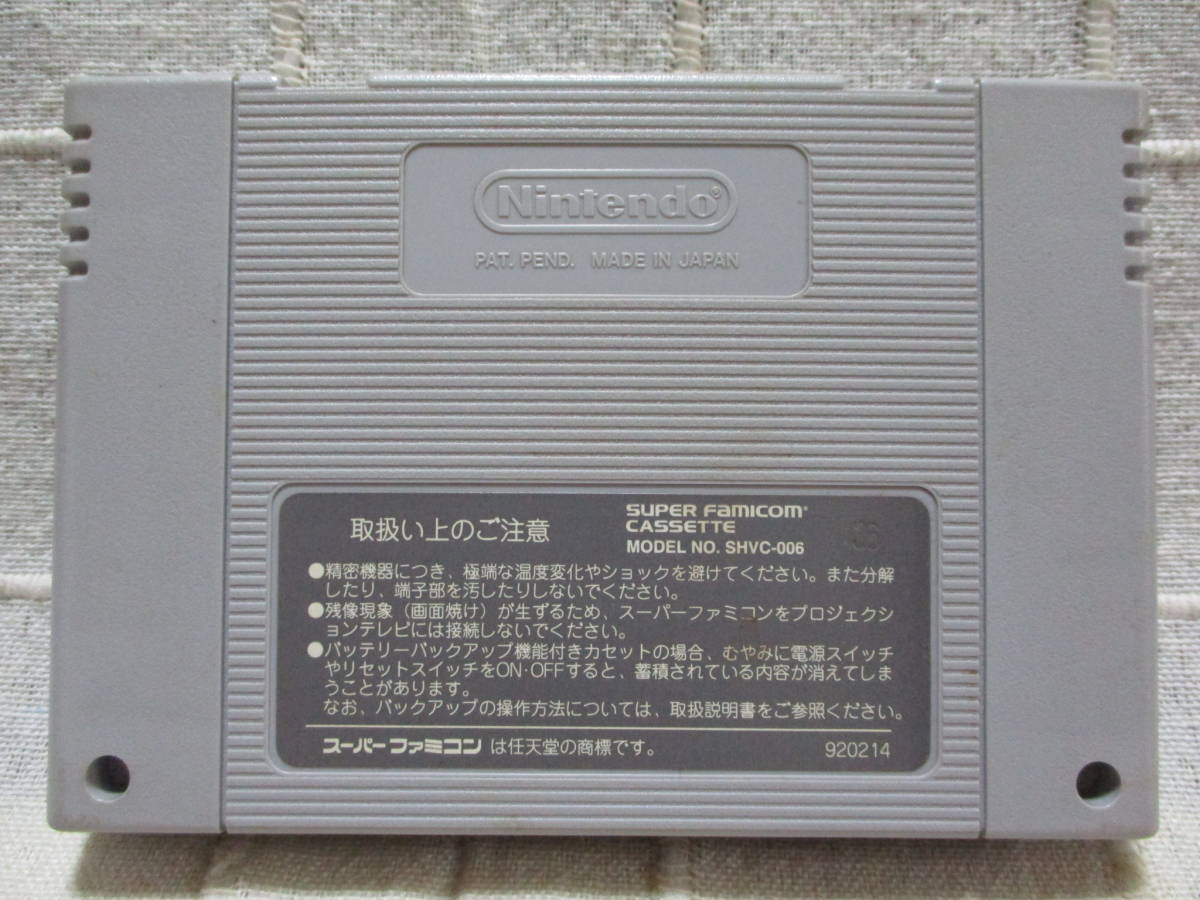 Nintendo®
PAT. PEND. MADE IN JAPAN
取扱い上のご注意
SUPER FAMICOM®
CASSETTE
MODEL NO. SHVC-006
●精密機器につき、極端な温度変化やショックを避けてください。また分解
したり、端子部を汚したりしないでください。
●残像現象（画面焼け）が生ずるため、スーパーファミコンをプロジェクシ
ョンテレビには接続しないでください。
●バッテリーバックアップ機能付きカセットの場合、むやみに電源スイッチ
やリセットスイッチをON·OFFすると、蓄積されている内容が消えてしま
うことがあります。
なお、バックアップの操作方法については、取扱説明書をご参照ください。
スーパーファミコン は任天堂の商標です。
920214